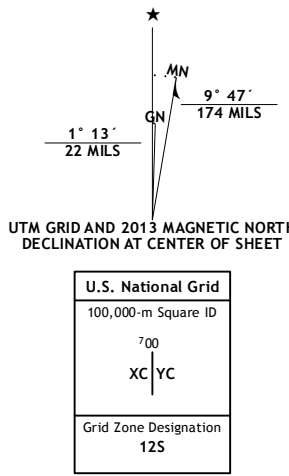 ★
MN
GN
9° 47´
174 MILS
1° 13´
22 MILS
UTM GRID AND 2013 MAGNETIC NORTH
DECLINATION AT CENTER OF SHEET
U.S. National Grid
100,000-m Square ID
⁷00
XC YC
Grid Zone Designation
12S